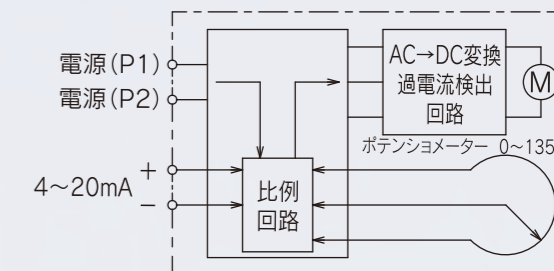 電源(P1)
電源(P2)
+
4～20mA
−
比例
回路
AC→DC変換
過電流検出
回路
M
ポテンショメーター 0～135